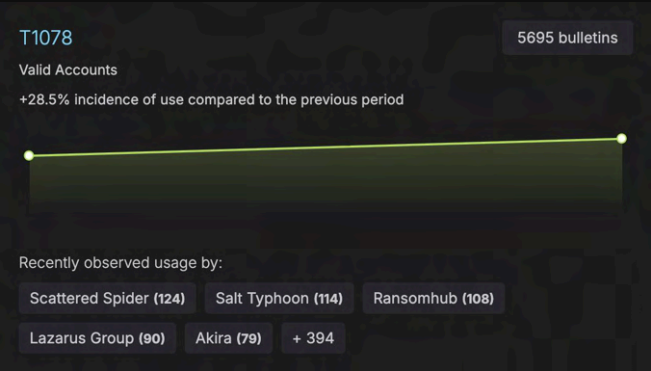 T1078
5695 bulletins
Valid Accounts
+28.5% incidence of use compared to the previous period
Recently observed usage by:
Scattered Spider (124) Salt Typhoon (114) Ransomhub (108)
Lazarus Group (90) Akira (79) + 394